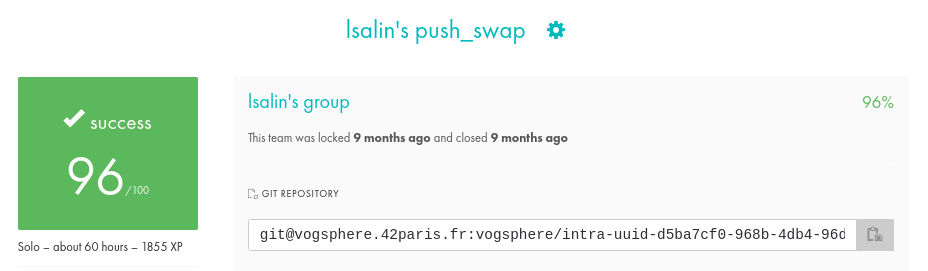 lsalin's push_swap
success
96/100
Solo – about 60 hours – 1855 XP
lsalin's group
96%
This team was locked 9 months ago and closed 9 months ago
GIT REPOSITORY
git@vogsphere.42paris.fr:vogsphere/intra-uuid-d5ba7cf0-968b-4db4-96d